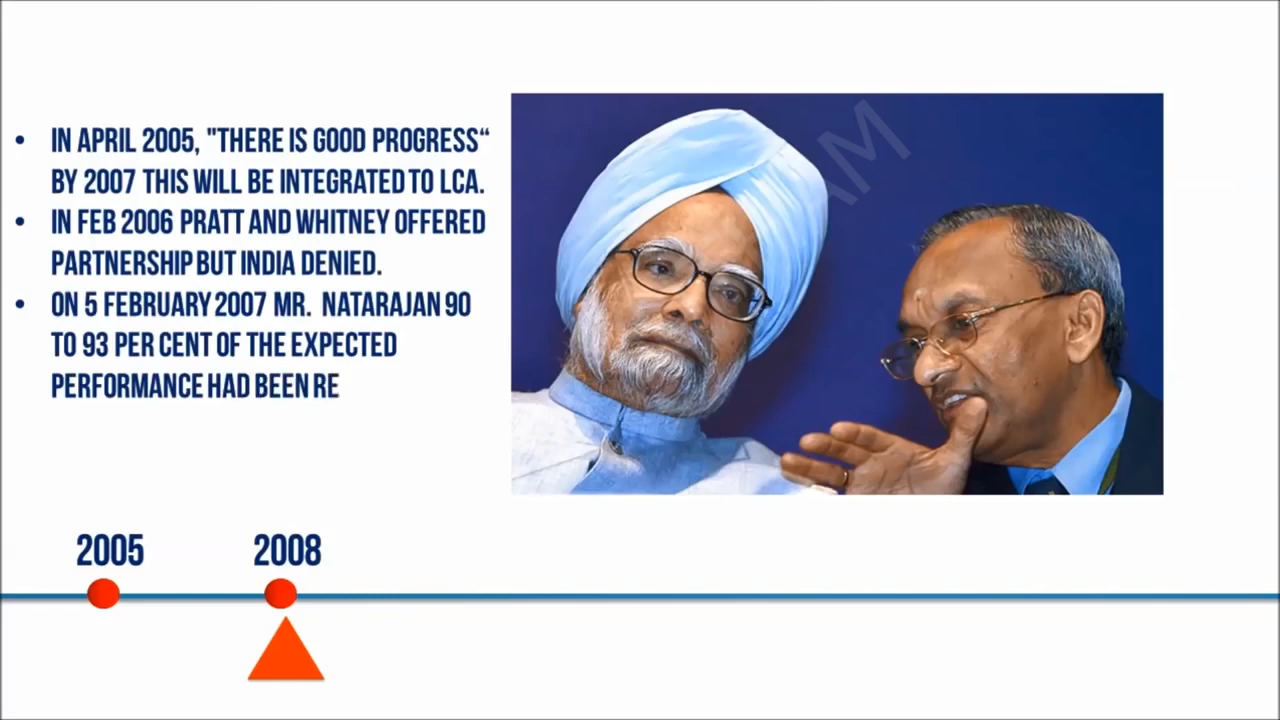 • IN APRIL 2005, "THERE IS GOOD PROGRESS“
BY 2007 THIS WILL BE INTEGRATED TO LCA.
• IN FEB 2006 PRATT AND WHITNEY OFFERED
PARTNERSHIP BUT INDIA DENIED.
• ON 5 FEBRUARY 2007 MR. NATARAJAN 90
TO 93 PER CENT OF THE EXPECTED
PERFORMANCE HAD BEEN RE
AM
2005 2008